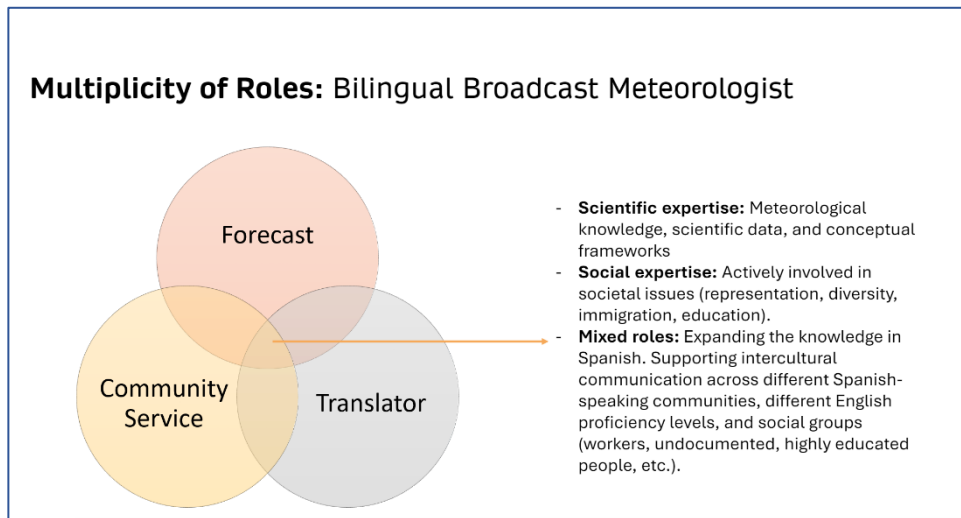 Multiplicity of Roles: Bilingual Broadcast Meteorologist
Forecast
Community
Service
Translator
- Scientific expertise: Meteorological
knowledge, scientific data, and conceptual
frameworks
- Social expertise: Actively involved in
societal issues (representation, diversity,
immigration, education).
- Mixed roles: Expanding the knowledge in
Spanish. Supporting intercultural
communication across different Spanish-
speaking communities, different English
proficiency levels, and social groups
(workers, undocumented, highly educated
people, etc.).